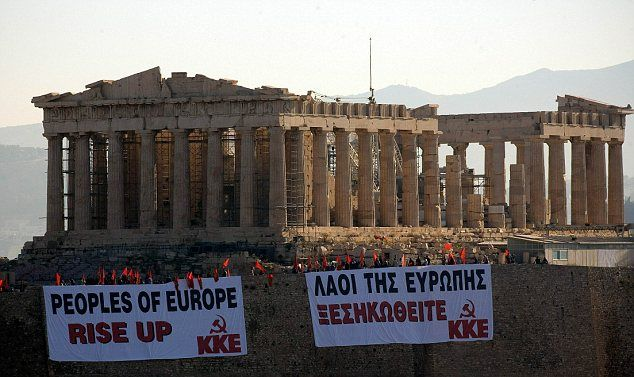 PEOPLES OF EUROPE
RISE UP
KKE
ΛΑΟΙ ΤΗΣ ΕΥΡΩΠΗΣ
ΞΕΣΗΚΩΘΕΙΤΕ
KKE